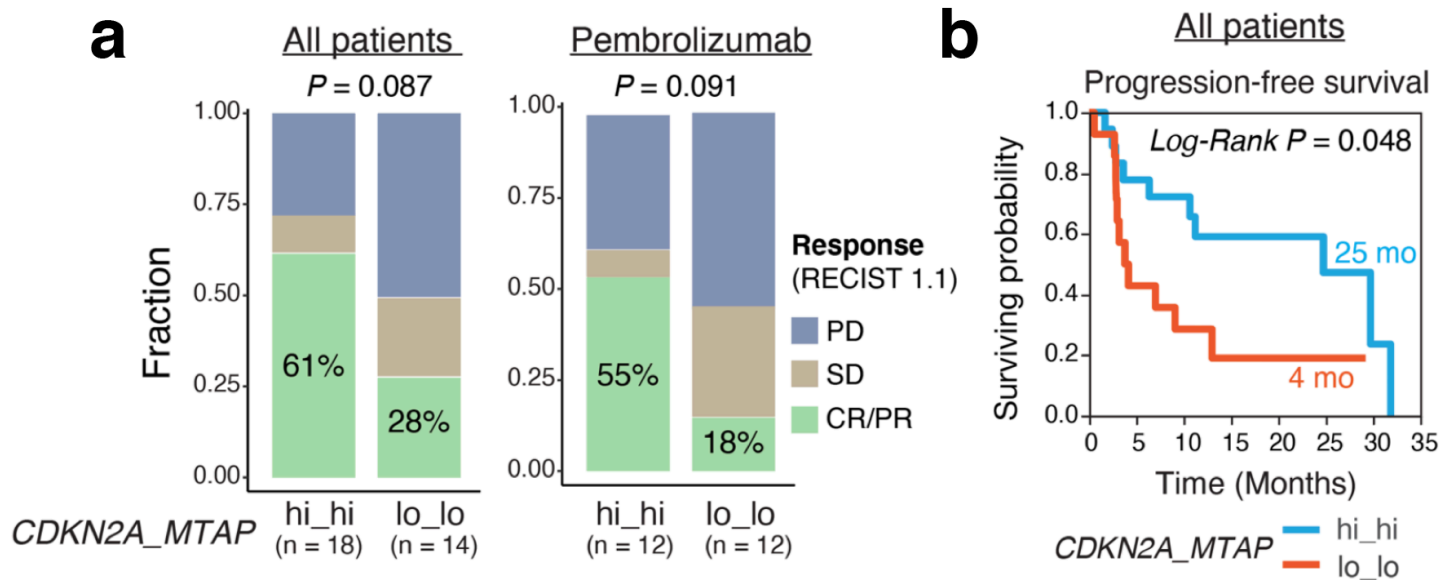 a
All patients
P = 0.087
1.00
0.75
0.50
0.25
0.00
Fraction
61%
28%
hi_hi
(n = 18)
lo_lo
(n = 14)
CDKN2A_MTAP
Pembrolizumab
P = 0.091
1.00
0.75
0.50
0.25
0.00
55%
18%
hi_hi
(n = 12)
lo_lo
(n = 12)
Response
(RECIST 1.1)
PD
SD
CR/PR
b
All patients
Progression-free survival
Log-Rank P = 0.048
Surviving probability
1.0
0.8
0.6
0.4
0.2
0.0
25 mo
4 mo
0 5 10 15 20 25 30 35
Time (Months)
CDKN2A_MTAP
hi_hi
lo_lo